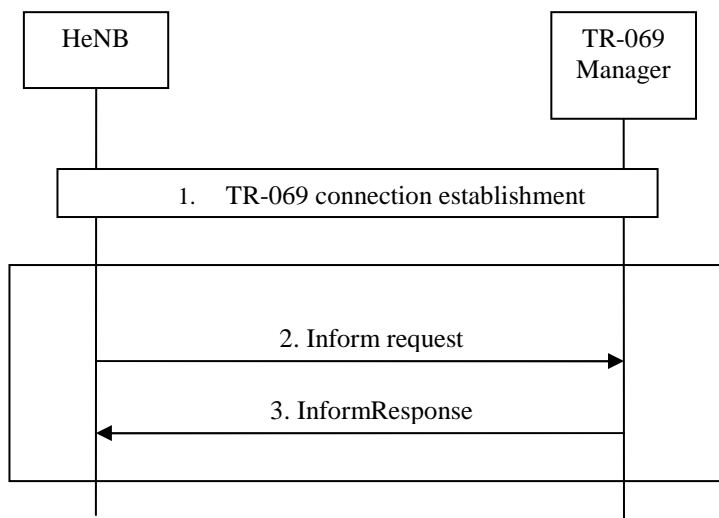 HeNB
TR-069
Manager
1. TR-069 connection establishment
2. Inform request
3. InformResponse